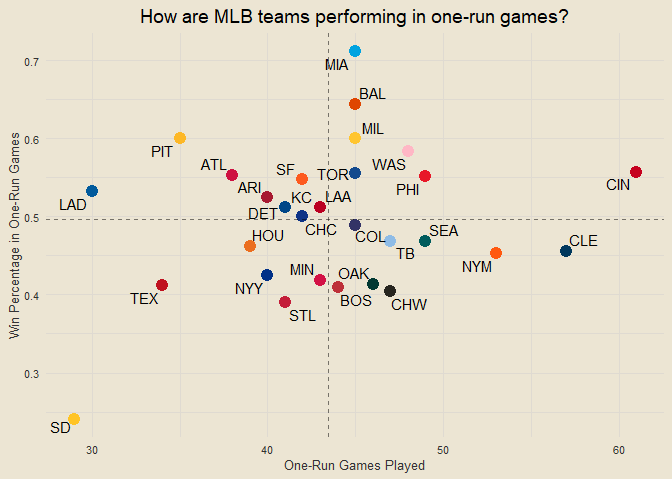 How are MLB teams performing in one-run games?
Win Percentage in One-Run Games
0.7
0.6
0.5
0.4
0.3
MIA
BAL
MIL
PIT
WAS
ATL
SF
TOR
PHI
CIN
ARI
LAD
KC
LAA
DET
CHC
COL
SEA
HOU
TB
CLE
NYM
MIN
OAK
NYY
TEX
BOS
CHW
STL
SD
30
40
50
60
One-Run Games Played